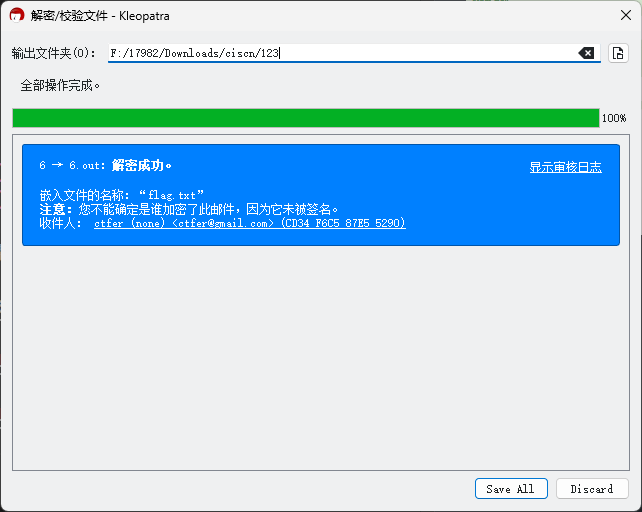 解密/校验文件 - Kleopatra
输出文件夹(O)： F:/17982/Downloads/ciscn/123
全部操作完成。
100%
6 → 6.out: 解密成功。 显示审核日志
嵌入文件的名称: “flag.txt”
注意：您不能确定是谁加密了此邮件，因为它未被签名。
收件人: ctfer (none) <ctfer@gmail.com> (CD34 F6C5 87E5 5290)
Save All Discard